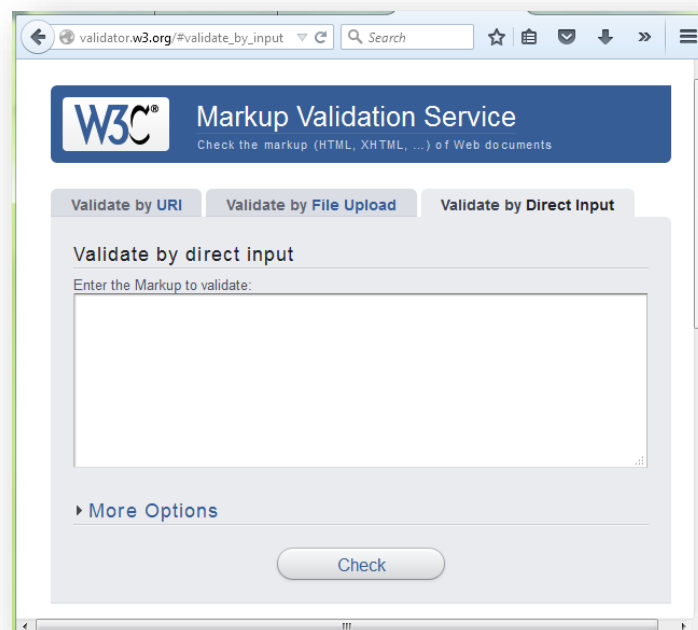 validator.w3.org/#validate_by_input
Search
W3C®
Markup Validation Service
Check the markup (HTML, XHTML, ...) of Web documents
Validate by URI
Validate by File Upload
Validate by Direct Input
Validate by direct input
Enter the Markup to validate:
More Options
Check